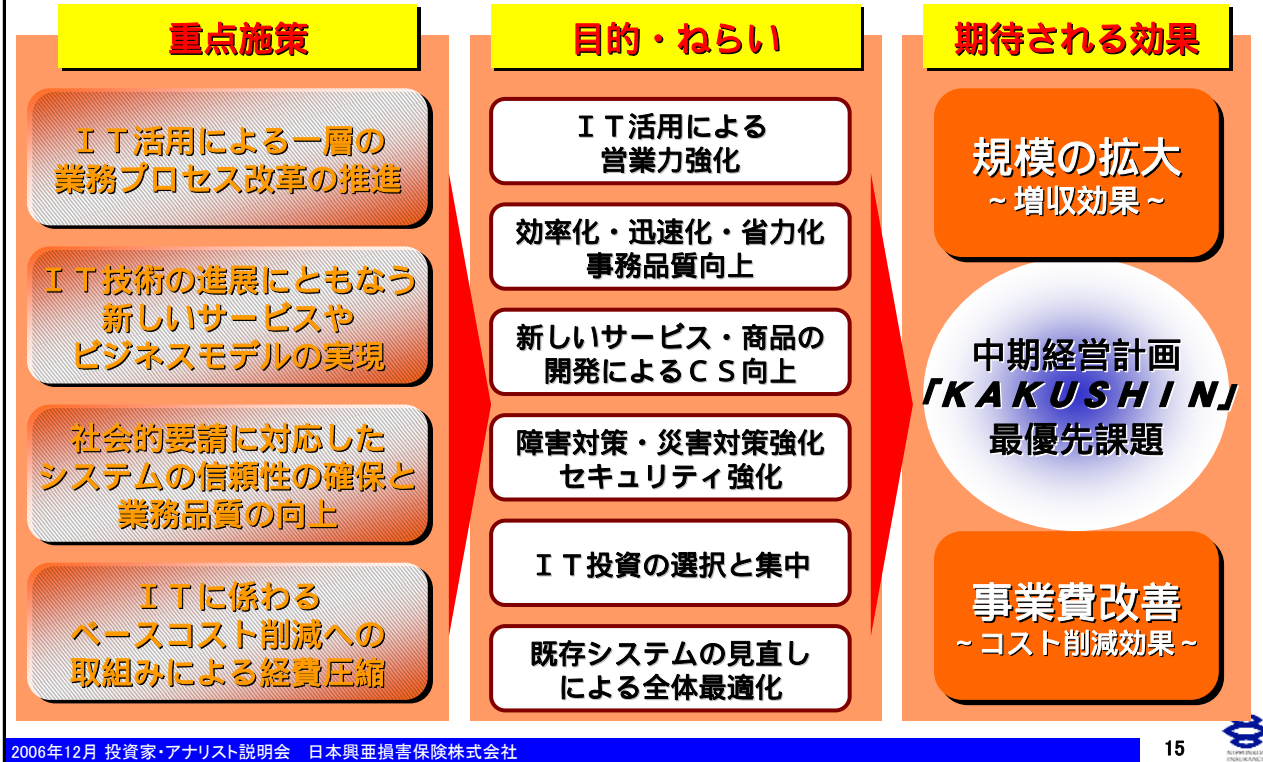 重点施策
ＩＴ活用による一層の
業務プロセス改革の推進
ＩＴ技術の進展にともなう
新しいサービスや
ビジネスモデルの実現
社会的要請に対応した
システムの信頼性の確保と
業務品質の向上
ＩＴに係わる
ベースコスト削減への
取組みによる経費圧縮
目的・ねらい
ＩＴ活用による
営業力強化
効率化・迅速化・省力化
事務品質向上
新しいサービス・商品の
開発によるＣＳ向上
障害対策・災害対策強化
セキュリティ強化
ＩＴ投資の選択と集中
既存システムの見直し
による全体最適化
期待される効果
規模の拡大
~増収効果~
中期経営計画
「ＫＡＫＵＳＨＩＮ」
最優先課題
事業費改善
~コスト削減効果~
2006年12月 投資家・アナリスト説明会　日本興亜損害保険株式会社
15